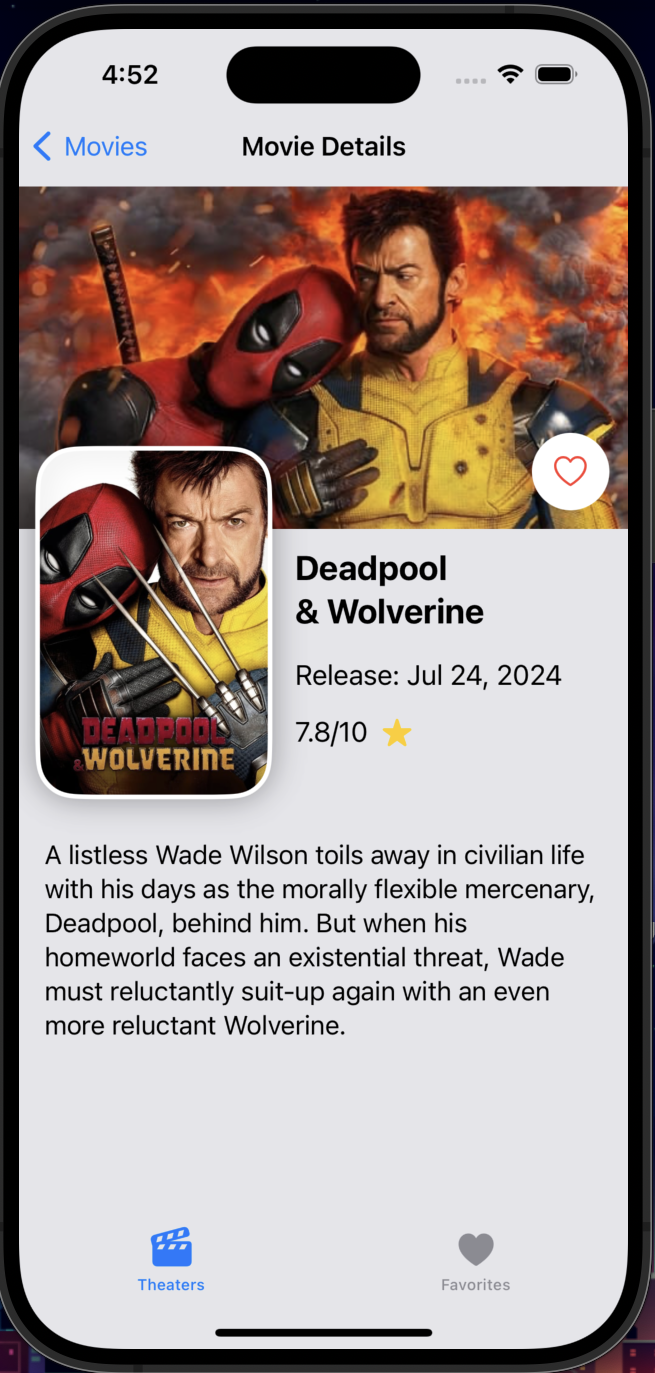 4:52
Movies
Movie Details
Deadpool
& Wolverine
Release: Jul 24, 2024
7.8/10
DEADPOOL
&WOLVERINE
A listless Wade Wilson toils away in civilian life
with his days as the morally flexible mercenary,
Deadpool, behind him. But when his
homeworld faces an existential threat, Wade
must reluctantly suit-up again with an even
more reluctant Wolverine.
Theaters
Favorites